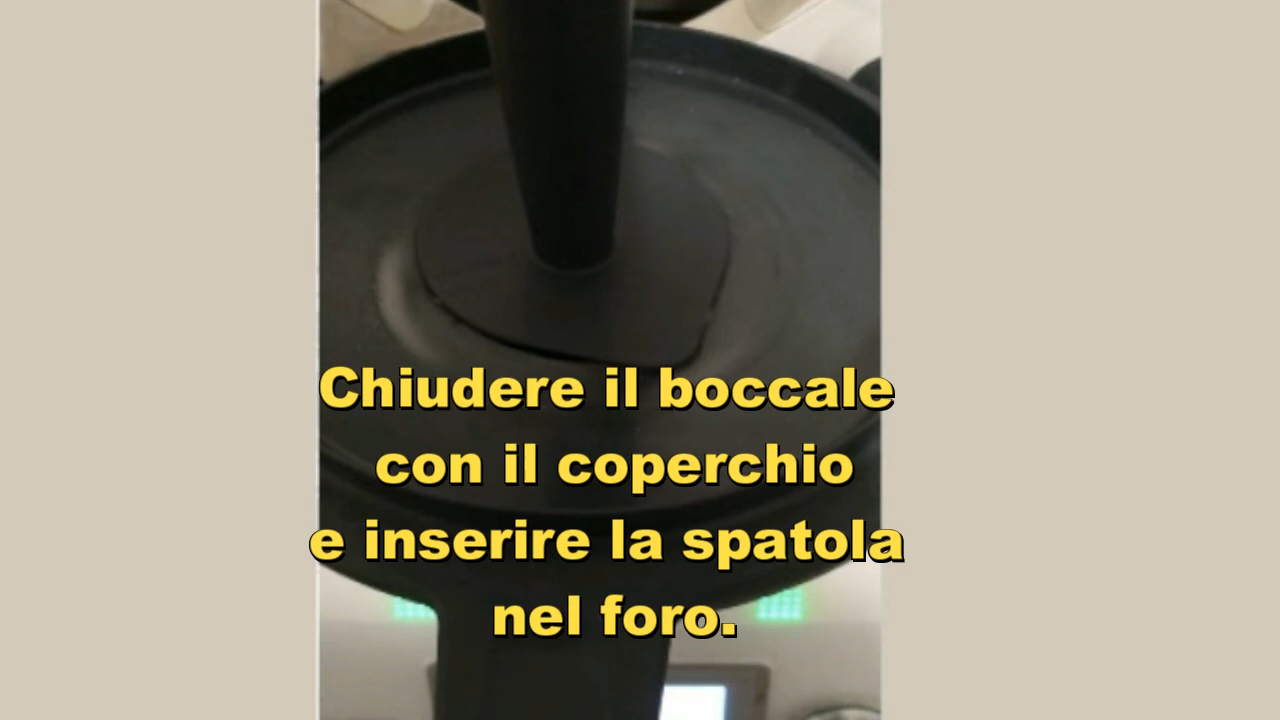 Chiudere il boccale
con il coperchio
e inserire la spatola
nel foro.